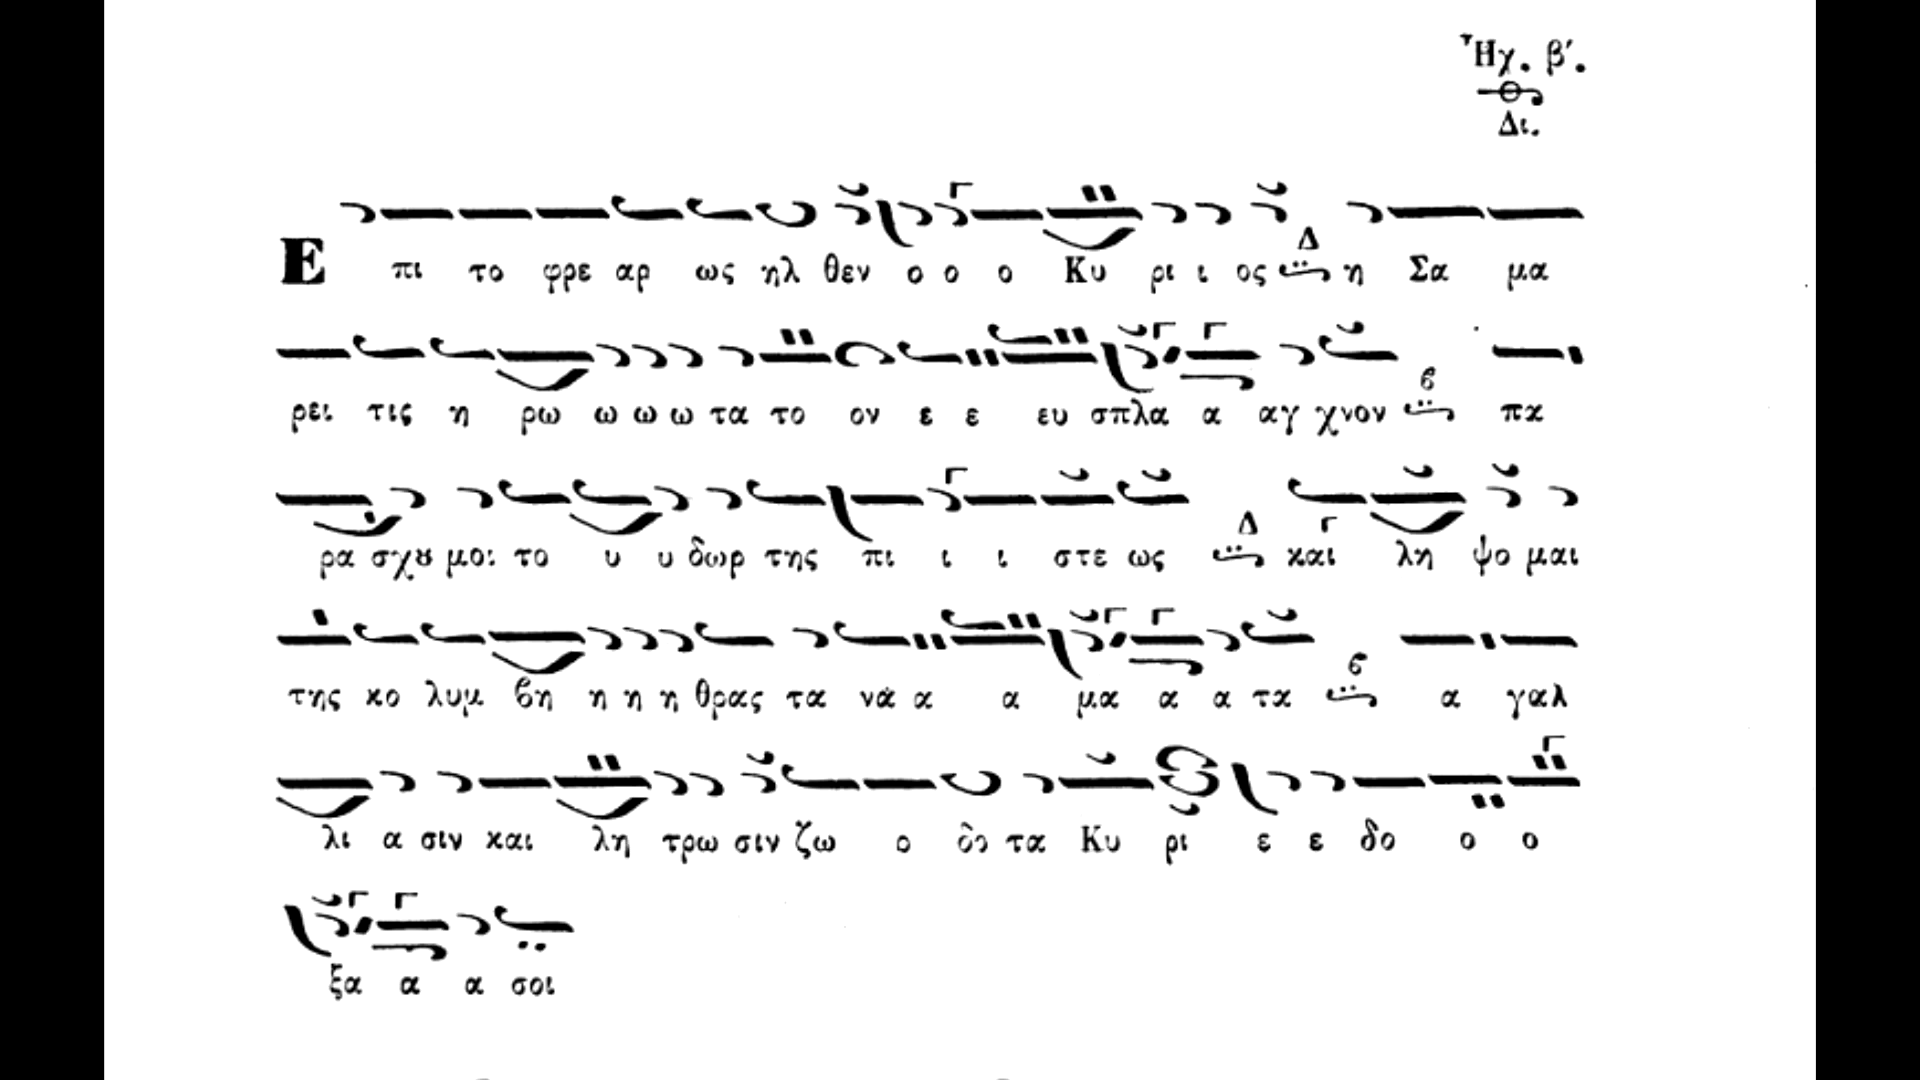 Ἦχ. β΄.
Δι.
Ε πι το φρε αρ ως ηλ θεν ο ο ο Κυ ρι ι ος Δ η Σα μα
ρει τις η ρω ω ω ω τα το ον ε ε ευ σπλα α αγ χνον ϐ πα
ρα σχȣ μοι το υ υ δωρ της πι ι ι στε ως Δ και λη ψο μαι
της κο λυμ ϐη η η η θρας τα να α α μα α α τα ϐ α γαλ
λι α σιν και λη τρω σιν ζω ο ο τα Κυ ρι ε ε δο ο ο
ξα α α σοι